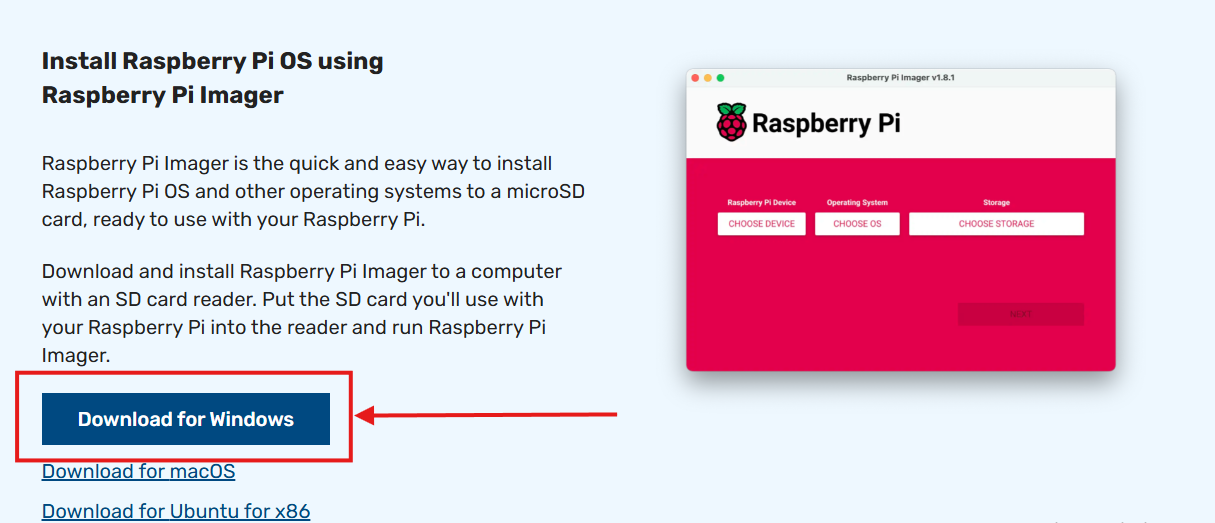 Install Raspberry Pi OS using
Raspberry Pi Imager
Raspberry Pi Imager is the quick and easy way to install
Raspberry Pi OS and other operating systems to a microSD
card, ready to use with your Raspberry Pi.
Download and install Raspberry Pi Imager to a computer
with an SD card reader. Put the SD card you'll use with
your Raspberry Pi into the reader and run Raspberry Pi
Imager.
Download for Windows
Download for macOS
Download for Ubuntu for x86
Raspberry Pi Imager v1.8.1
Raspberry Pi
Raspberry Pi Device Operating System Storage
CHOOSE DEVICE CHOOSE OS CHOOSE STORAGE
NEXT